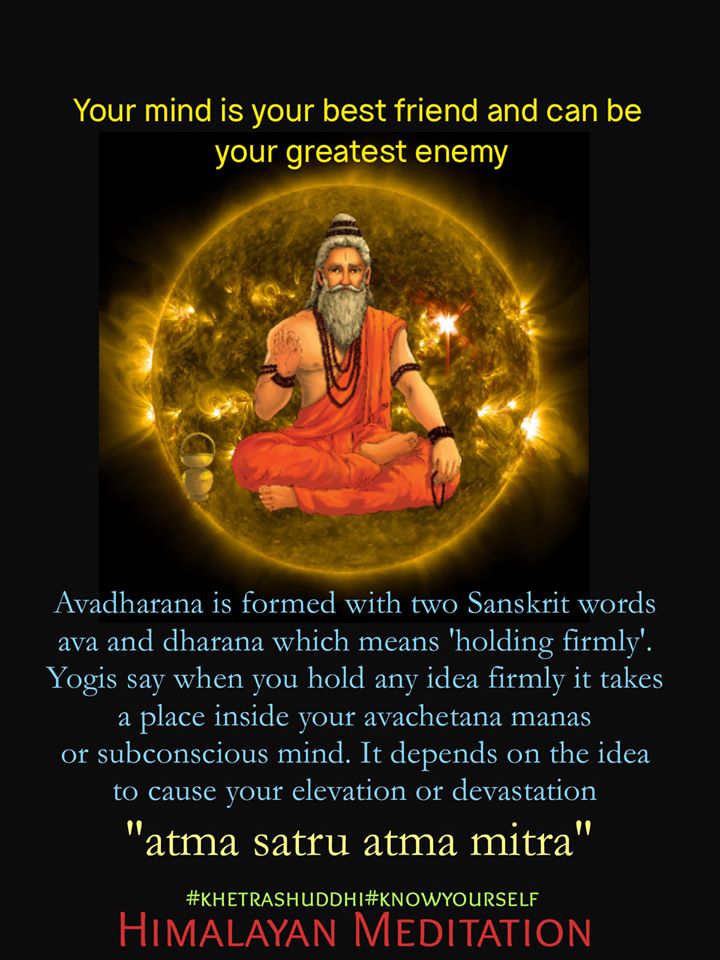 Your mind is your best friend and can be
your greatest enemy
Avadharana is formed with two Sanskrit words
ava and dharana which means 'holding firmly'.
Yogis say when you hold any idea firmly it takes
a place inside your avachetana manas
or subconscious mind. It depends on the idea
to cause your elevation or devastation
"atma satru atma mitra"
#KHETRASHUDDHI#KNOWYOURSELF
HIMALAYAN MEDITATION